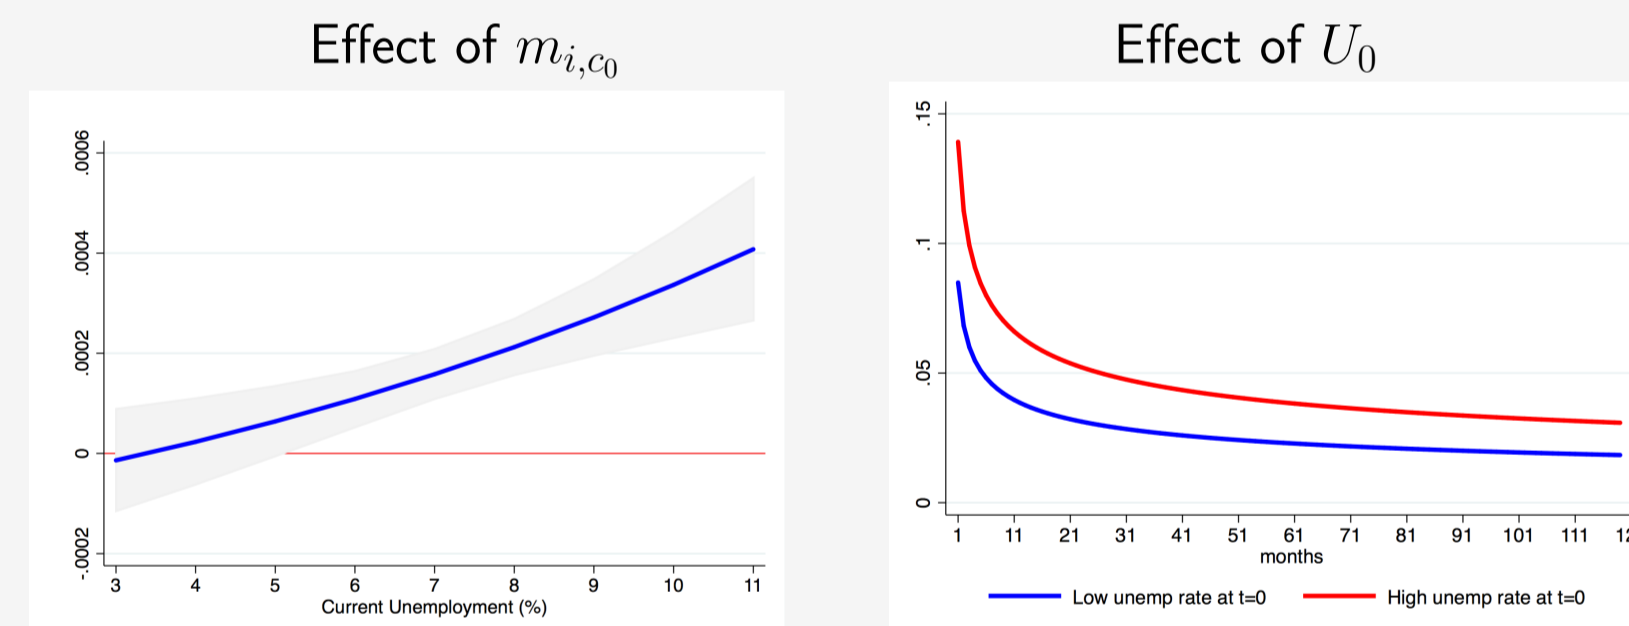 Effect of m_{i,c_0}
.0006
.0004
.0002
0
-.0002
3 4 5 6 7 8 9 10 11
Current Unemployment (%)
Effect of U_0
.15
.1
.05
0
1 11 21 31 41 51 61 71 81 91 101 111
months
Low unemp rate at t=0 High unemp rate at t=0